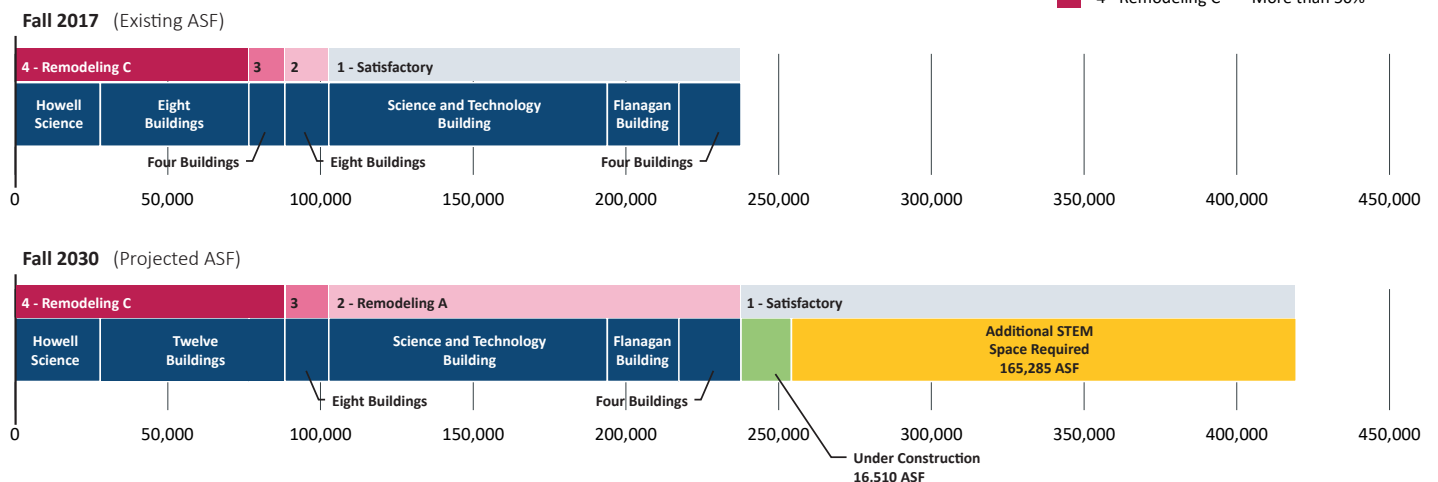 4 - Remodeling C More than 50%
Fall 2017 (Existing ASF)
4 - Remodeling C 3 2 1 - Satisfactory
Howell Science
Eight Buildings
Science and Technology Building
Flanagan Building
Four Buildings Eight Buildings Four Buildings
0 50,000 100,000 150,000 200,000 250,000 300,000 350,000 400,000 450,000
Fall 2030 (Projected ASF)
4 - Remodeling C 3 2 - Remodeling A 1 - Satisfactory
Howell Science
Twelve Buildings
Science and Technology Building
Flanagan Building
Additional STEM
Space Required
165,285 ASF
Eight Buildings Four Buildings
0 50,000 100,000 150,000 200,000 250,000 300,000 350,000 400,000 450,000
Under Construction
16,510 ASF